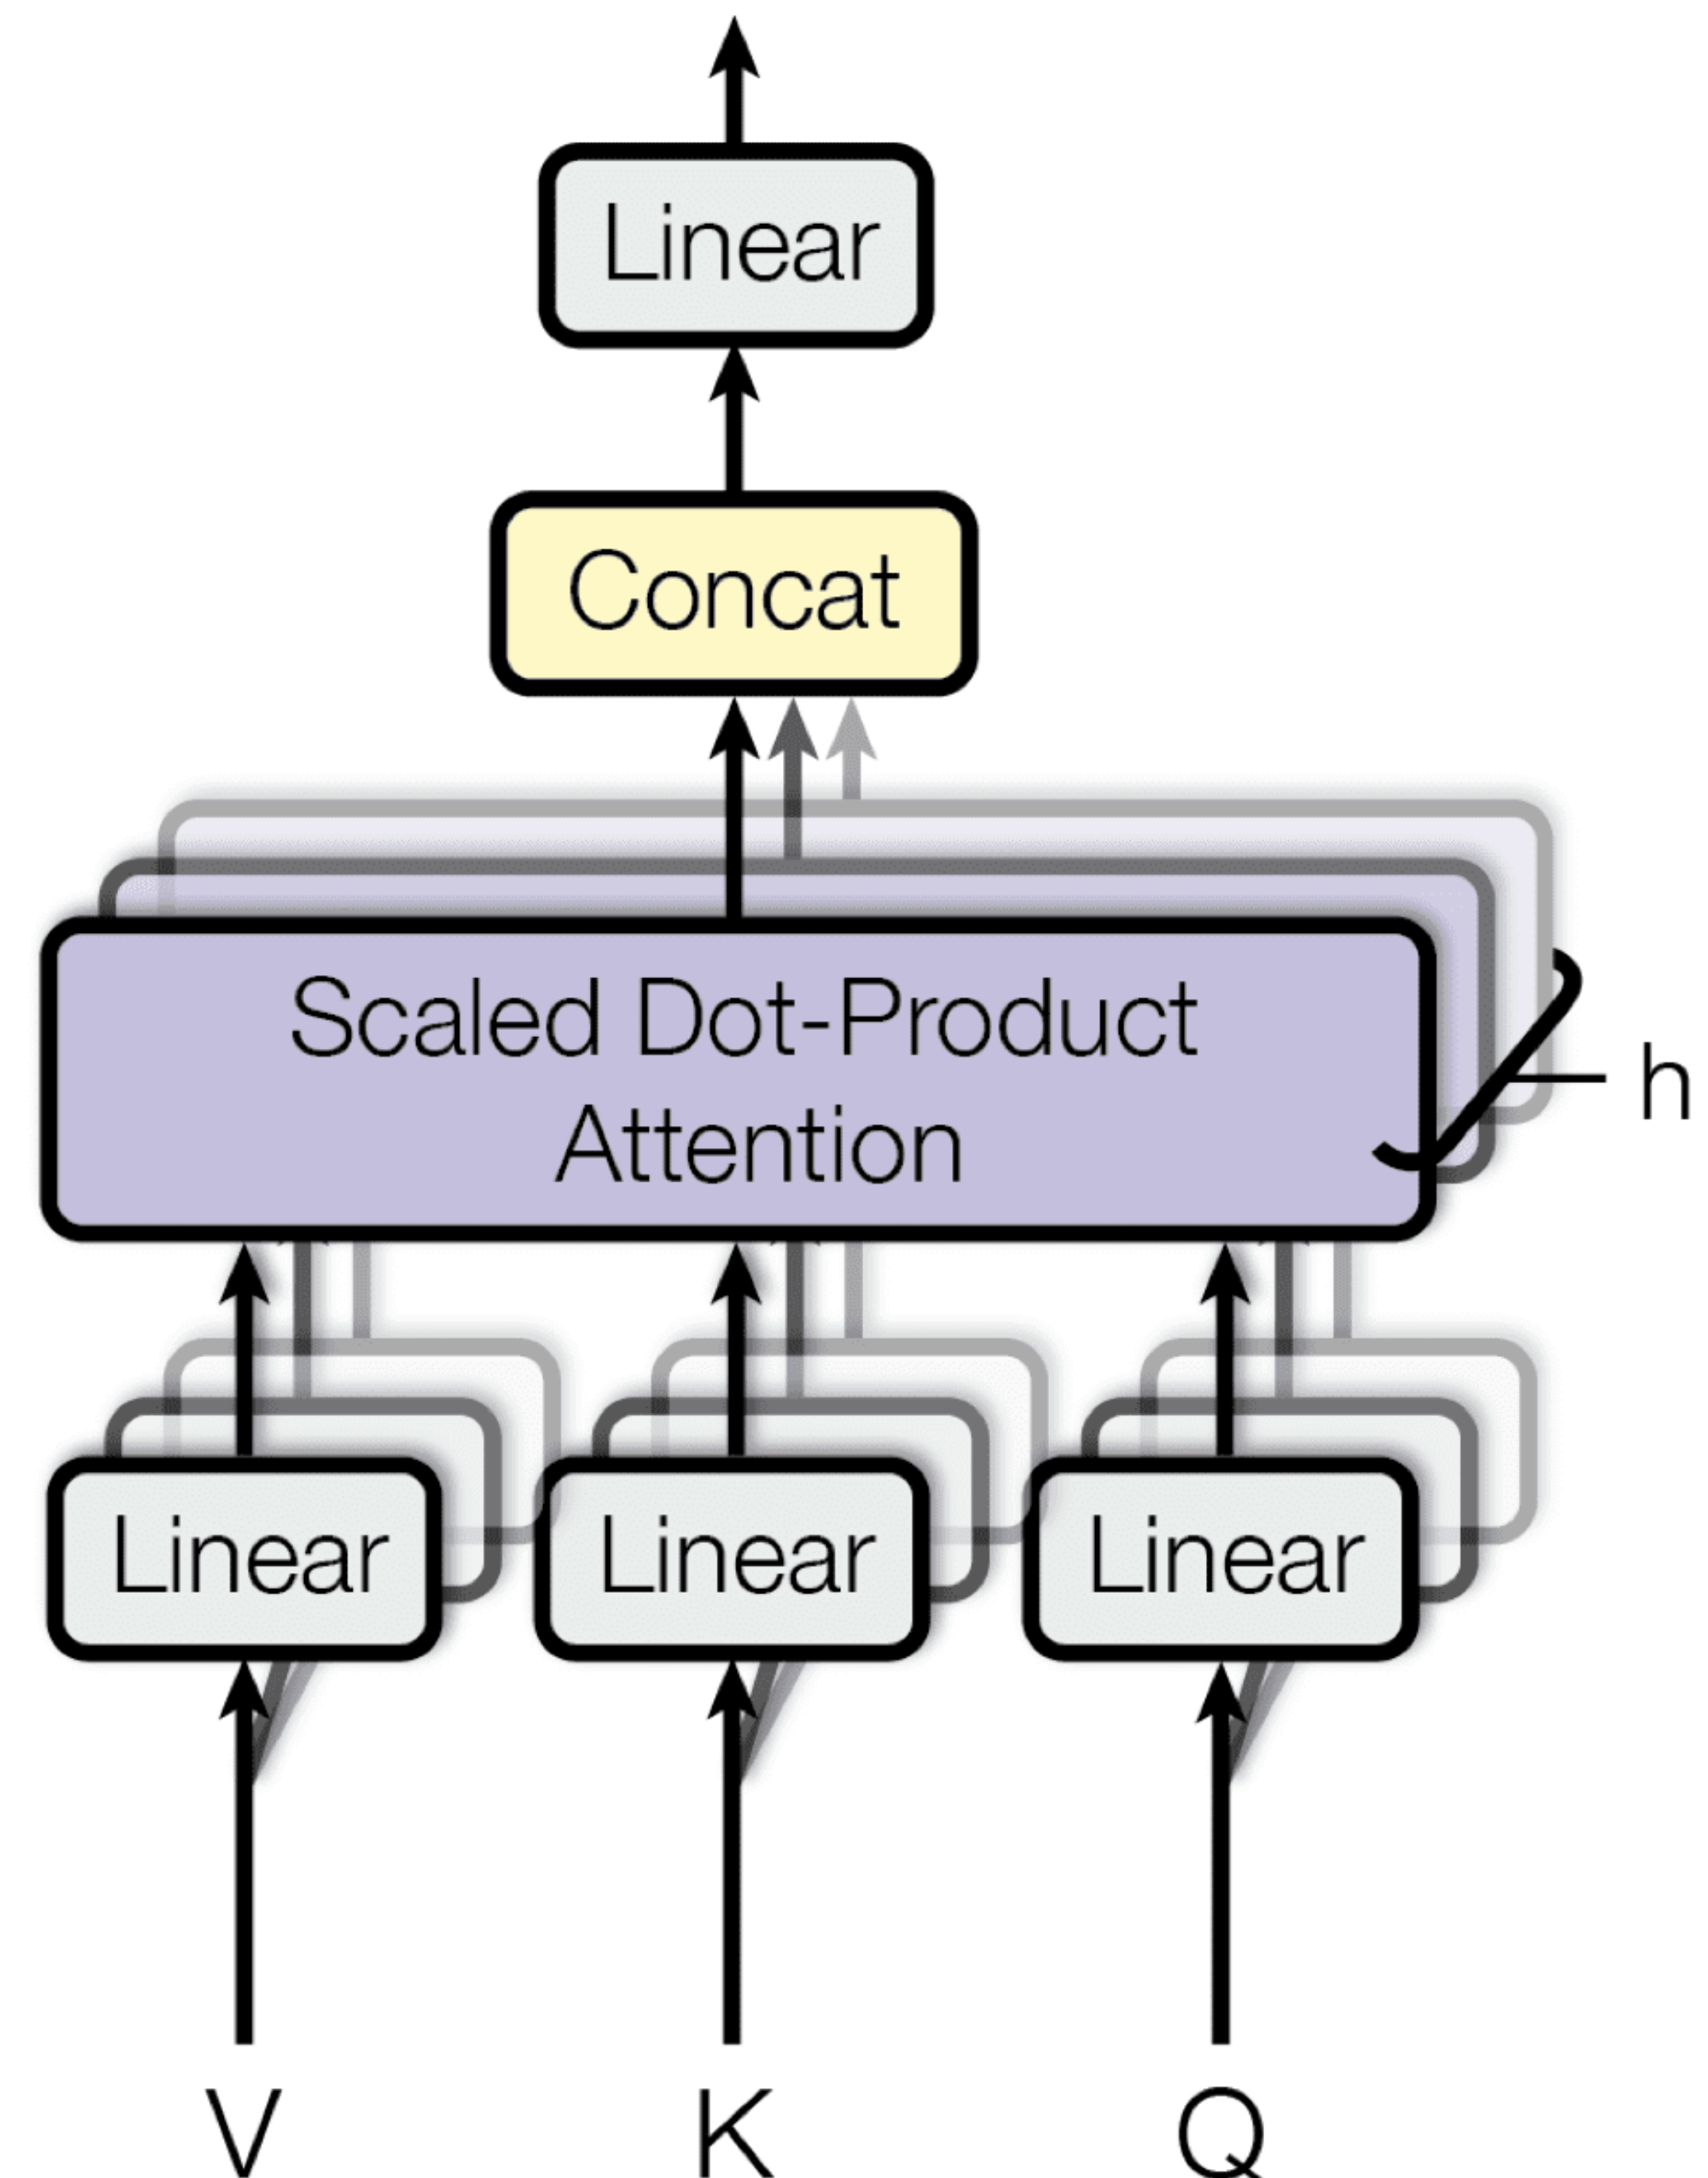 Linear
Concat
Scaled Dot-Product
Attention
h
Linear Linear Linear
V K Q